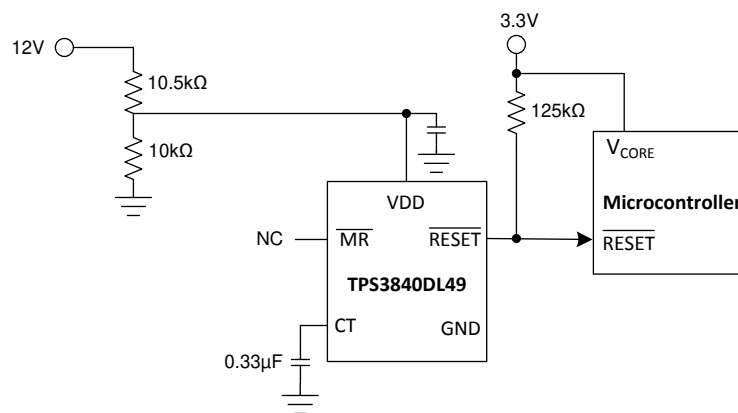 3.3V
12V
10.5kΩ
125kΩ
10kΩ
VCORE
VDD
Microcontroller
NC
MR
RESET
RESET
TPS3840DL49
CT
GND
0.33µF